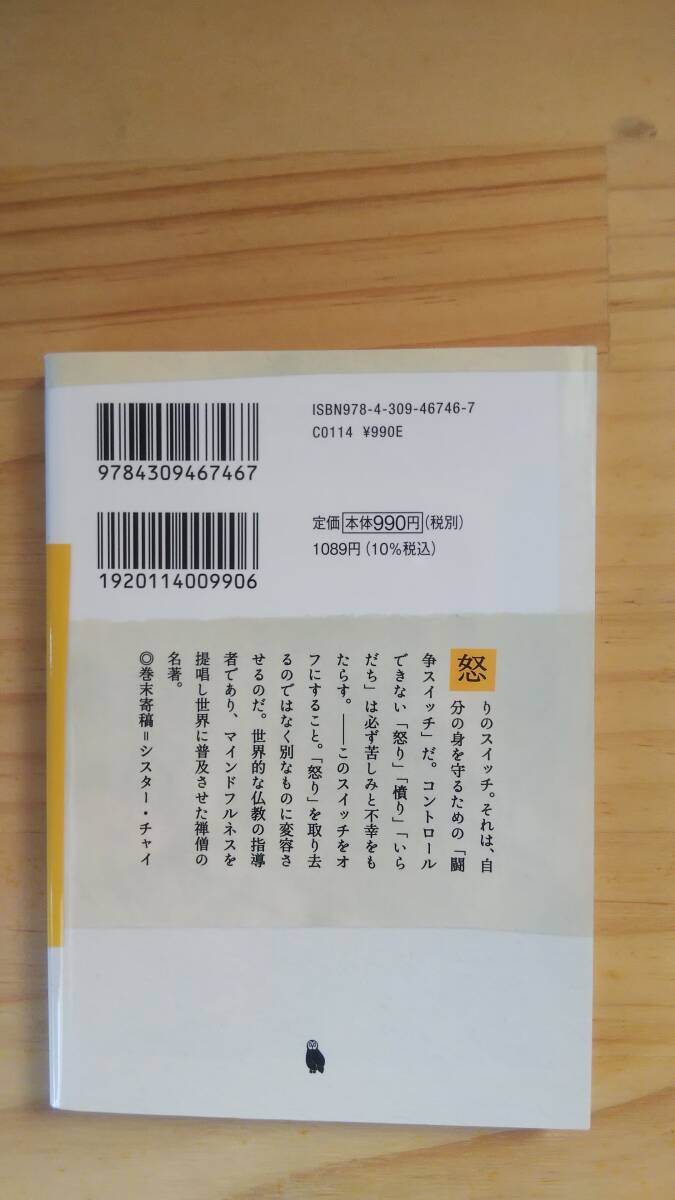 ISBN978-4-309-46746-7
C0114 ¥990E
9784309467467
定価 本体990円(税別)
1089円(10%税込)
1920114009906
怒りのスイッチ。それは、自
分の身を守るための「闘
争スイッチ」だ。コントロール
できない「怒り」「憤り」「いら
だち」は必ず苦しみと不幸をも
たらす。――このスイッチをオ
フにすること。「怒り」を取り去
るのではなく別なものに変容さ
せるのだ。世界的な仏教の指導
者であり、マインドフルネスを
提唱し世界に普及させた禅僧の
名著。
◎巻末寄稿=シスター・チャイ